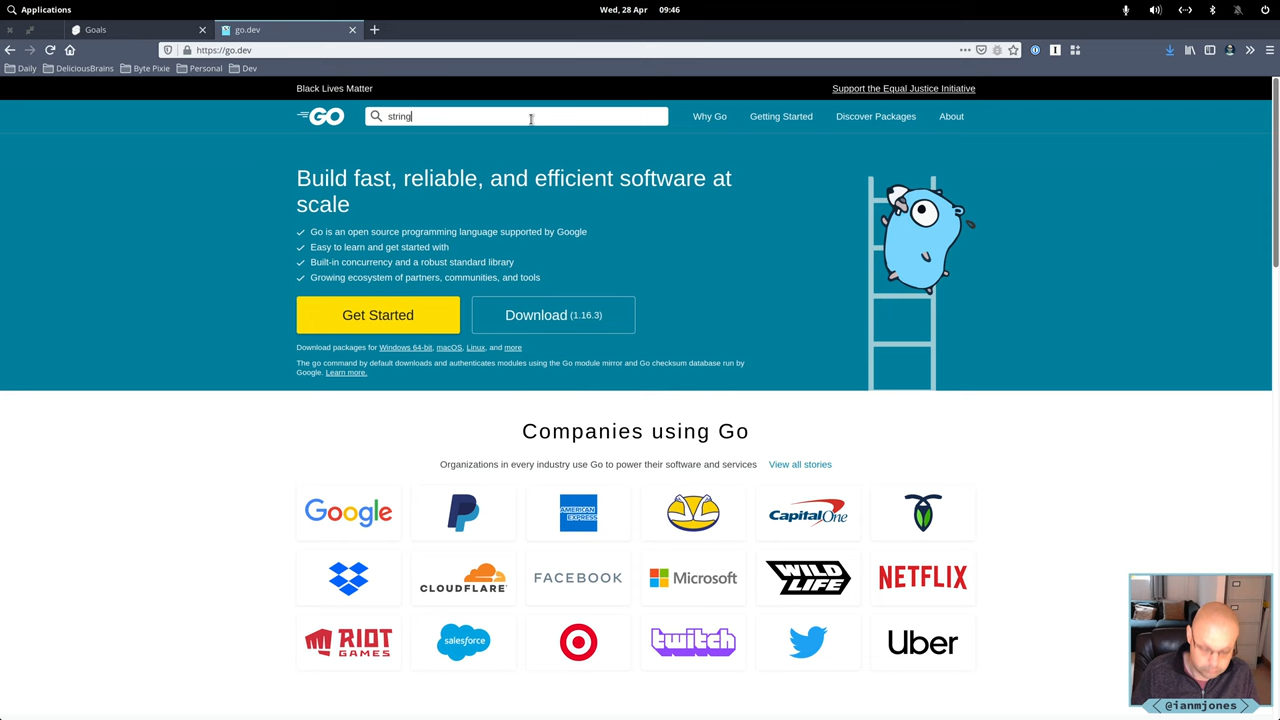 Applications
Wed, 28 Apr 09:46
Goals
go.dev
https://go.dev
Daily
DeliciousBrains
Byte Pixie
Personal
Dev
Black Lives Matter
Support the Equal Justice Initiative
GO
string
Why Go
Getting Started
Discover Packages
About
Build fast, reliable, and efficient software at
scale
Go is an open source programming language supported by Google
Easy to learn and get started with
Built-in concurrency and a robust standard library
Growing ecosystem of partners, communities, and tools
Get Started
Download (1.16.3)
Download packages for Windows 64-bit, macOS, Linux, and more
The go command by default downloads and authenticates modules using the Go module mirror and Go checksum database run by
Google. Learn more.
Companies using Go
Organizations in every industry use Go to power their software and services
View all stories
Google
AMERICAN
EXPRESS
Capital One
CLOUDFLARE
FACEBOOK
Microsoft
WILD
LIFE
NETFLIX
RIOT
GAMES
salesforce
twitch
Uber
@ianmjones